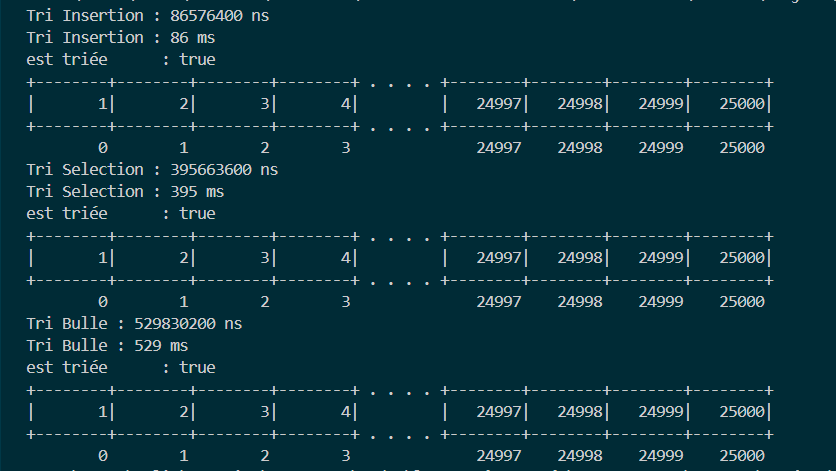 Tri Insertion : 86576400 ns
Tri Insertion : 86 ms
est triée      : true
+--------+--------+--------+--------+ . . . . +--------+--------+--------+--------+
|       1|       2|       3|       4|         |   24997|   24998|   24999|   25000|
+--------+--------+--------+--------+ . . . . +--------+--------+--------+--------+
        0        1        2        3              24997    24998    24999    25000
Tri Selection : 395663600 ns
Tri Selection : 395 ms
est triée      : true
+--------+--------+--------+--------+ . . . . +--------+--------+--------+--------+
|       1|       2|       3|       4|         |   24997|   24998|   24999|   25000|
+--------+--------+--------+--------+ . . . . +--------+--------+--------+--------+
        0        1        2        3              24997    24998    24999    25000
Tri Bulle : 529830200 ns
Tri Bulle : 529 ms
est triée      : true
+--------+--------+--------+--------+ . . . . +--------+--------+--------+--------+
|       1|       2|       3|       4|         |   24997|   24998|   24999|   25000|
+--------+--------+--------+--------+ . . . . +--------+--------+--------+--------+
        0        1        2        3              24997    24998    24999    25000